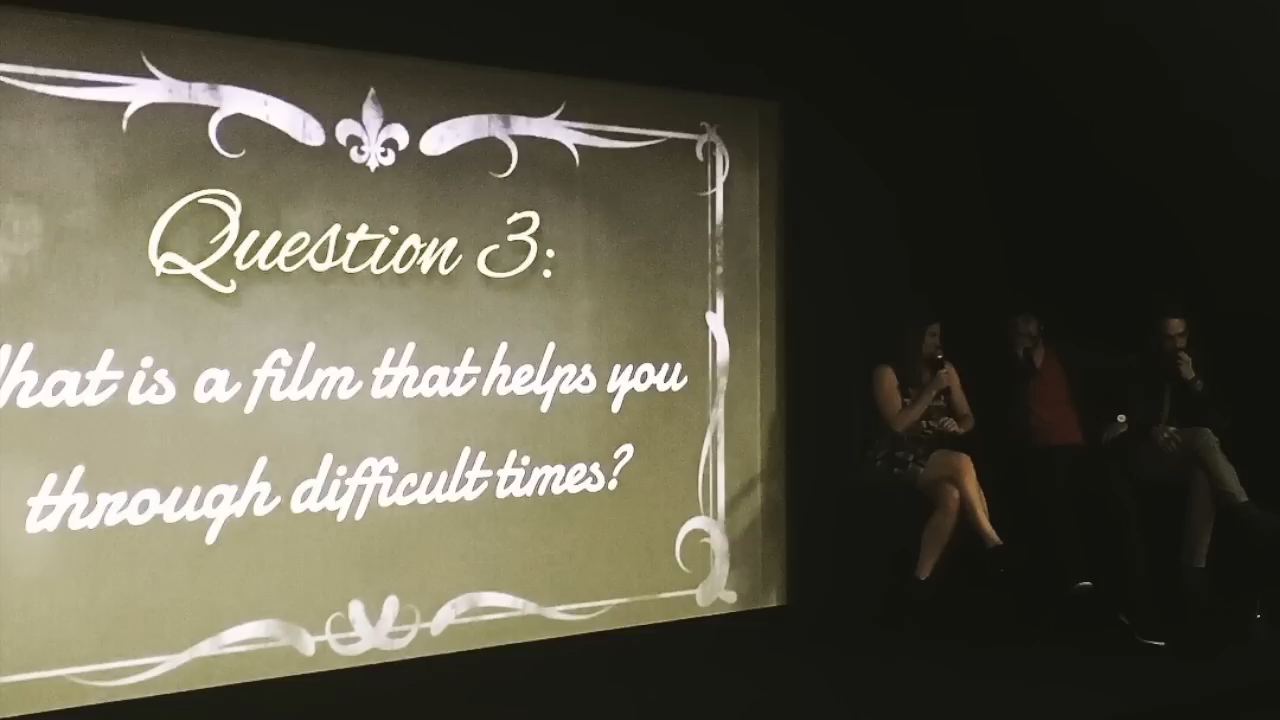 Question 3:
hat is a film that helps you
through difficult times?